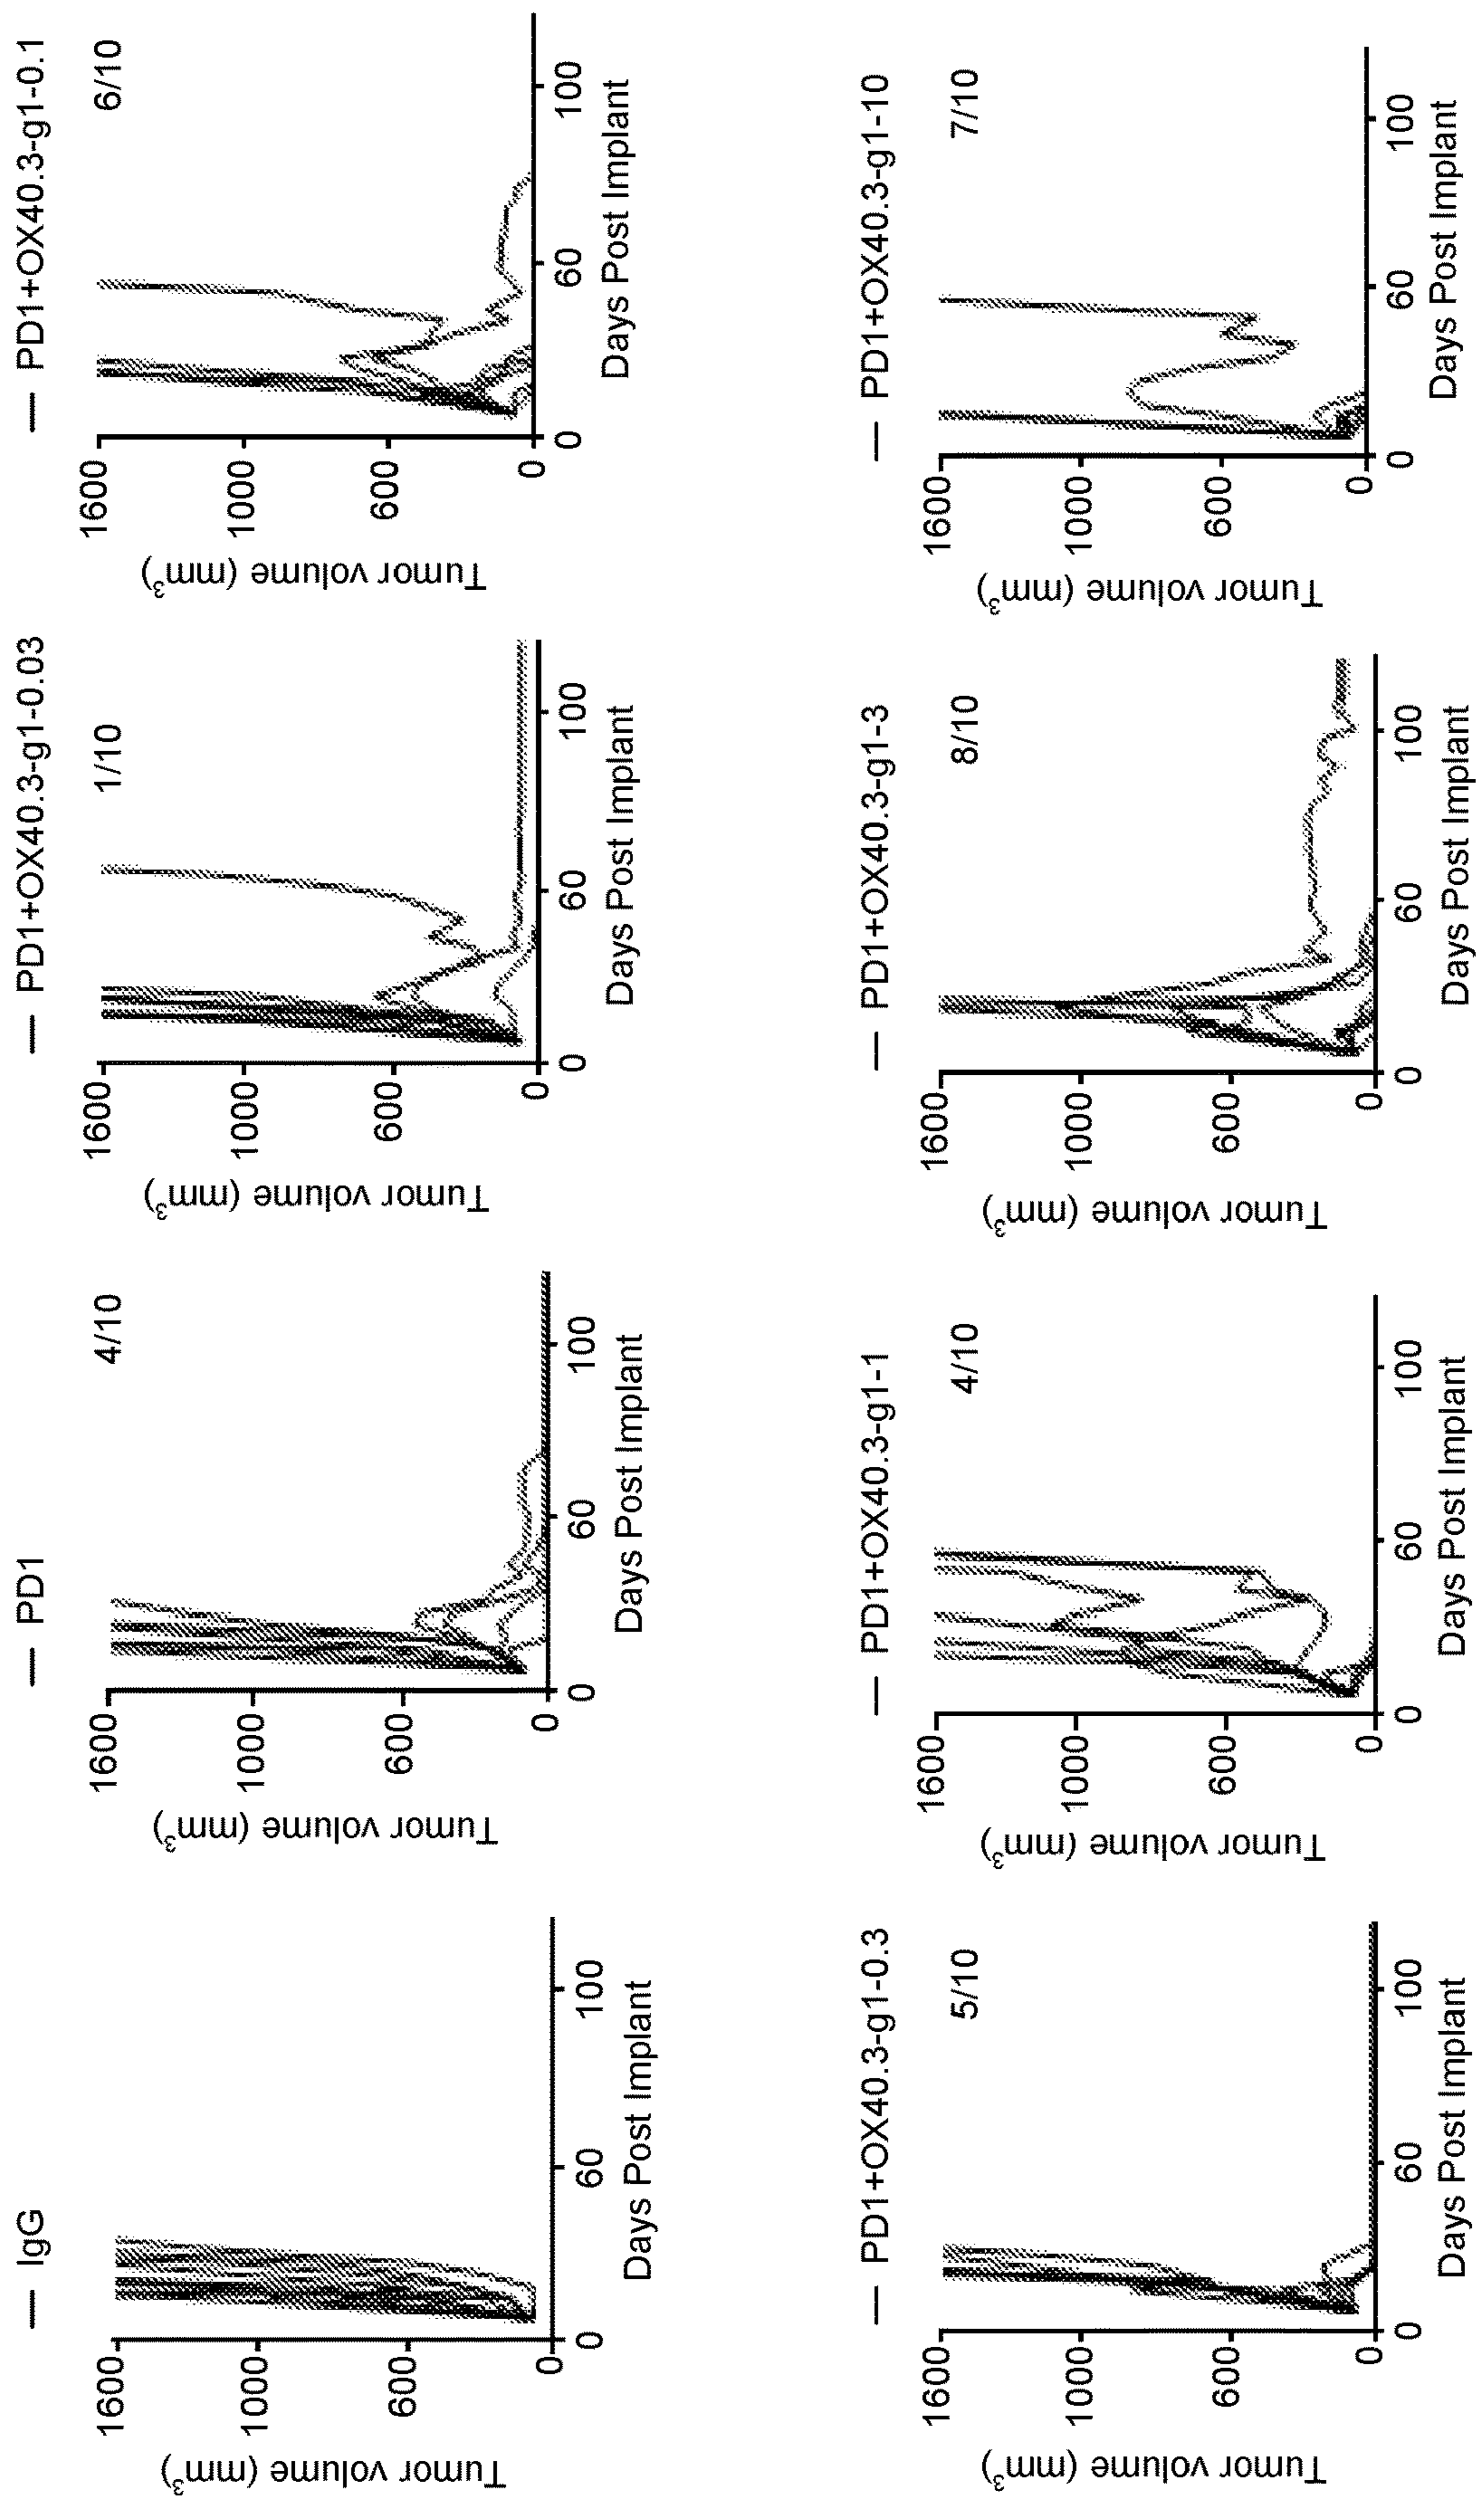 IgG
1600
1000
600
0
Tumor volume (mm³)
0
60
100
Days Post Implant
PD1
4/10
1600
1000
600
0
Tumor volume (mm³)
0
60
100
Days Post Implant
PD1+OX40.3-g1-0.03
1/10
1600
1000
600
0
Tumor volume (mm³)
0
60
100
Days Post Implant
PD1+OX40.3-g1-0.1
6/10
1600
1000
600
0
Tumor volume (mm³)
0
60
100
Days Post Implant
PD1+OX40.3-g1-0.3
5/10
1600
1000
600
0
Tumor volume (mm³)
0
60
100
Days Post Implant
PD1+OX40.3-g1-1
4/10
1600
1000
600
0
Tumor volume (mm³)
0
60
100
Days Post Implant
PD1+OX40.3-g1-3
8/10
1600
1000
600
0
Tumor volume (mm³)
0
60
100
Days Post Implant
PD1+OX40.3-g1-10
7/10
1600
1000
600
0
Tumor volume (mm³)
0
60
100
Days Post Implant